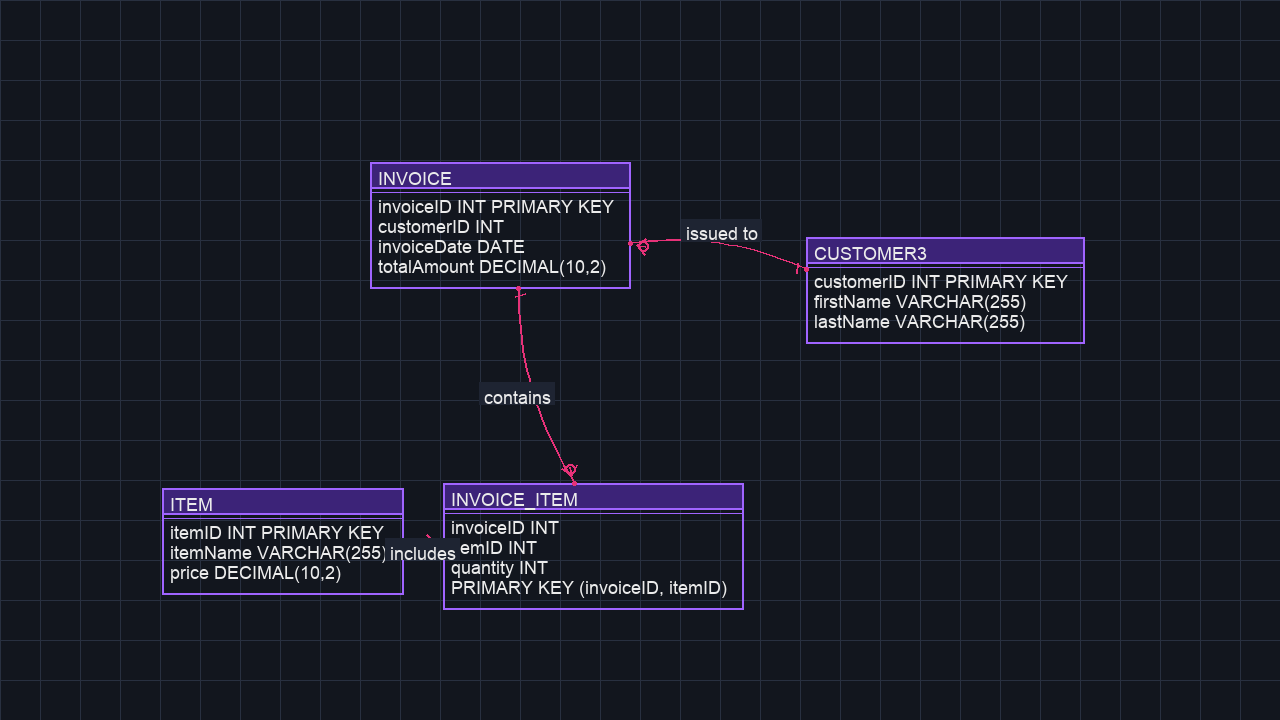 INVOICE
invoiceID INT PRIMARY KEY
customerID INT
invoiceDate DATE
totalAmount DECIMAL(10,2)
issued to
CUSTOMER3
customerID INT PRIMARY KEY
firstName VARCHAR(255)
lastName VARCHAR(255)
contains
ITEM
itemID INT PRIMARY KEY
itemName VARCHAR(255)
price DECIMAL(10,2)
includes
INVOICE_ITEM
invoiceID INT
emID INT
quantity INT
PRIMARY KEY (invoiceID, itemID)